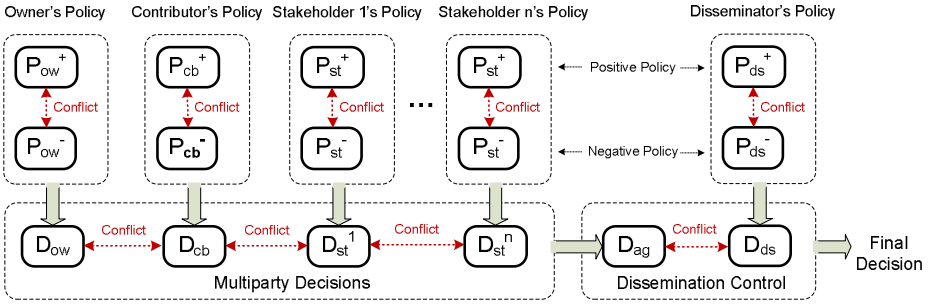 Owner's Policy Contributor's Policy Stakeholder 1's Policy Stakeholder n's Policy Disseminator's Policy
P_ow^+ P_cb^+ P_st^+ P_st^+ Positive Policy P_ds^+
Conflict Conflict Conflict ... Conflict Conflict
P_ow^- P_cb^- P_st^- P_st^- Negative Policy P_ds^-
D_ow Conflict D_cb Conflict D_st^1 Conflict D_st^n D_ag Conflict D_ds Final
Decision
Multiparty Decisions Dissemination Control